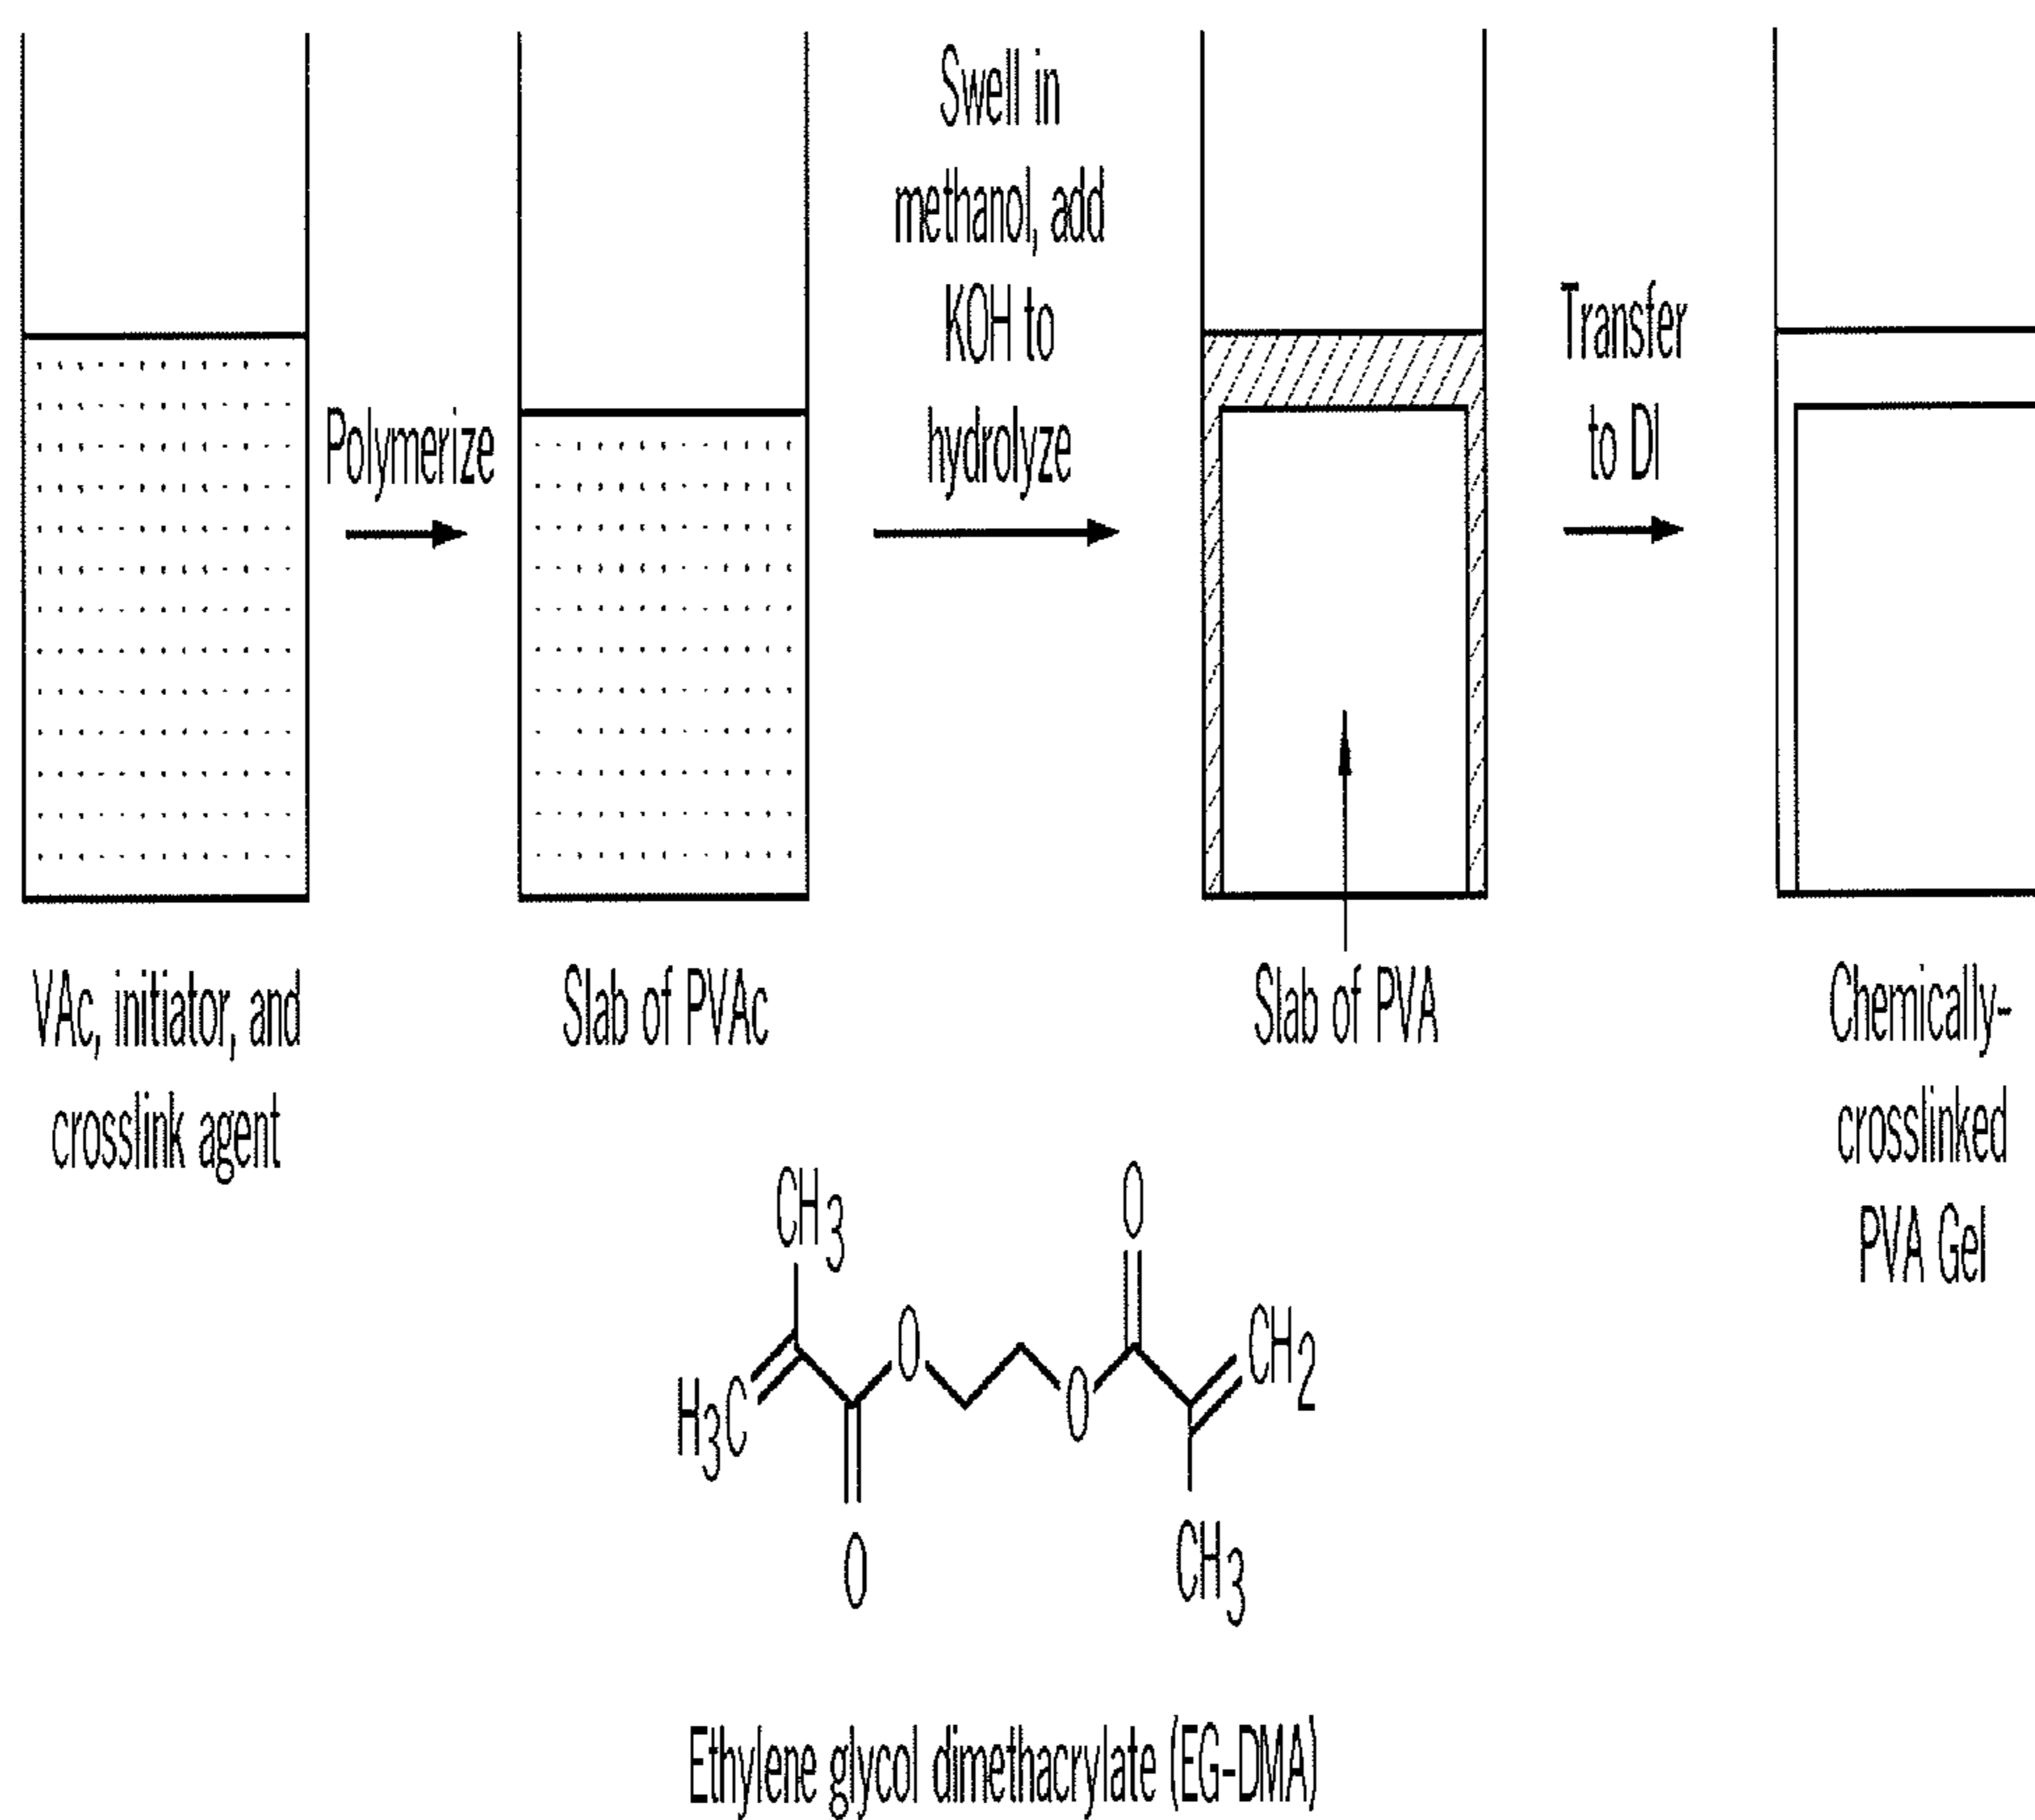 Swell in
methanol, add
KOH to
hydrolyze
Polymerize
Transfer
to DI
VAc, initiator, and
crosslink agent
Slab of PVAc
Slab of PVA
Chemically-
crosslinked
PVA Gel
CH3
O
O
CH2
H3C
O
O
CH3
Ethylene glycol dimethacrylate (EG-DMA)